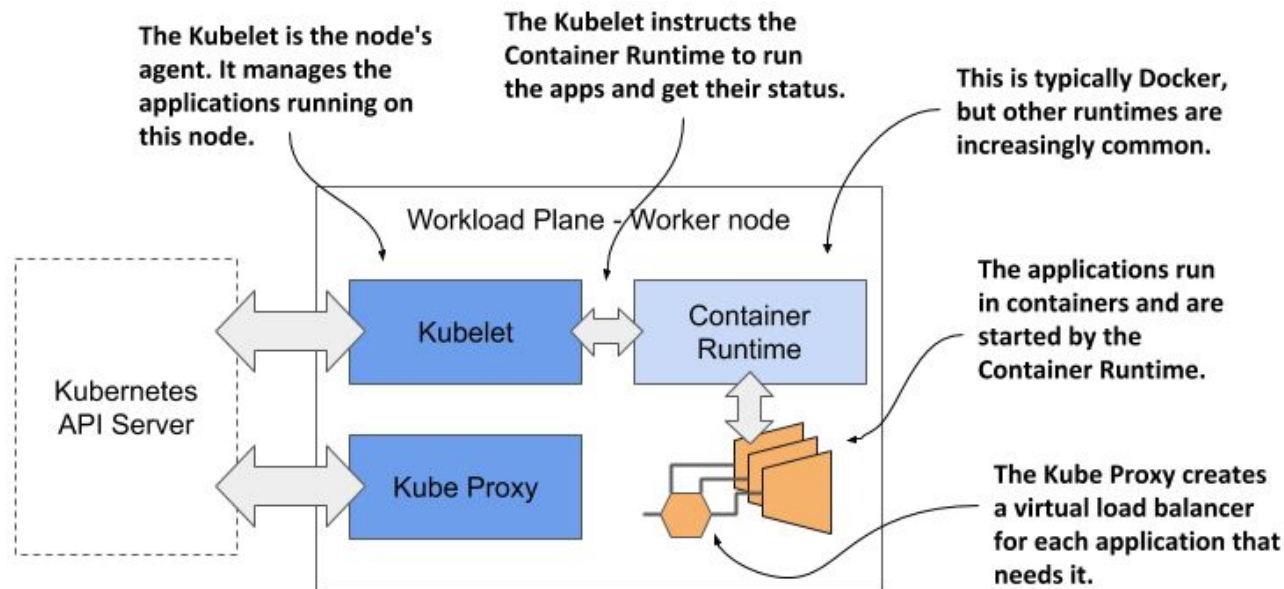 The Kubelet is the node's
agent. It manages the
applications running on
this node.
The Kubelet instructs the
Container Runtime to run
the apps and get their status.
This is typically Docker,
but other runtimes are
increasingly common.
Workload Plane - Worker node
Kubernetes
API Server
Kubelet
Container
Runtime
Kube Proxy
The applications run
in containers and are
started by the
Container Runtime.
The Kube Proxy creates
a virtual load balancer
for each application that
needs it.